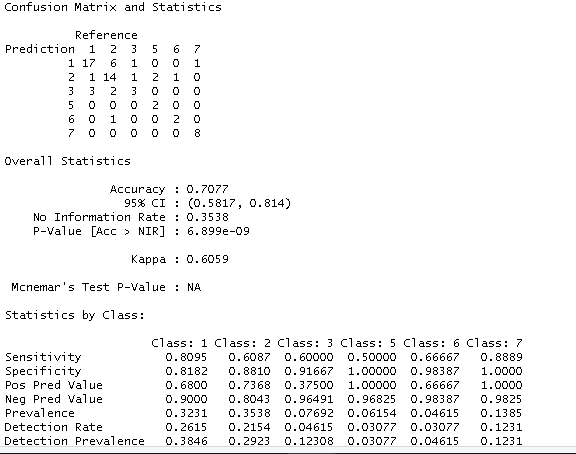 Confusion Matrix and Statistics
Reference
Prediction 1 2 3 5 6 7
1 17 6 1 0 0 1
2 1 14 1 2 1 0
3 3 2 3 0 0 0
5 0 0 0 2 0 0
6 0 1 0 0 2 0
7 0 0 0 0 0 8
Overall Statistics
Accuracy : 0.7077
95% CI : (0.5817, 0.814)
No Information Rate : 0.3538
P-Value [Acc > NIR] : 6.899e-09
Kappa : 0.6059
Mcnemar's Test P-Value : NA
Statistics by Class:
Class: 1 Class: 2 Class: 3 Class: 5 Class: 6 Class: 7
Sensitivity 0.8095 0.6087 0.60000 0.50000 0.66667 0.8889
Specificity 0.8182 0.8810 0.91667 1.00000 0.98387 1.0000
Pos Pred Value 0.6800 0.7368 0.37500 1.00000 0.66667 1.0000
Neg Pred Value 0.9000 0.8043 0.96491 0.96825 0.98387 0.9825
Prevalence 0.3231 0.3538 0.07692 0.06154 0.04615 0.1385
Detection Rate 0.2615 0.2154 0.04615 0.03077 0.03077 0.1231
Detection Prevalence 0.3846 0.2923 0.12308 0.03077 0.04615 0.1231